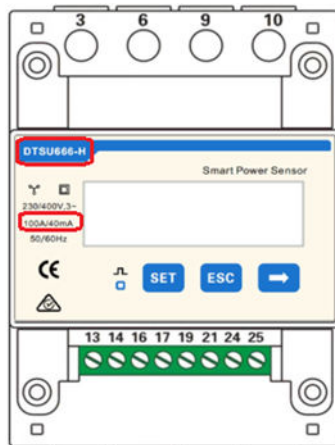 3 6 9 10
DTSU666-H
Smart Power Sensor
230/400V,3~
100A/40mA
50/60Hz
CE
SET ESC
13 14 16 17 19 21 24 25